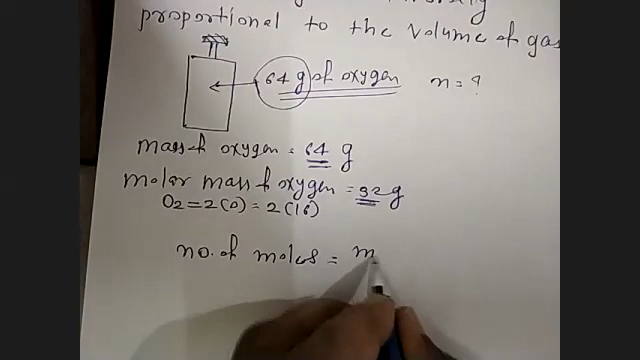 proportional to the volume of gas
64 g of oxygen n = ?
mass of oxygen = 64 g
molar mass of oxygen = 32 g
O2 = 2(O) = 2(16)
no. of moles = m